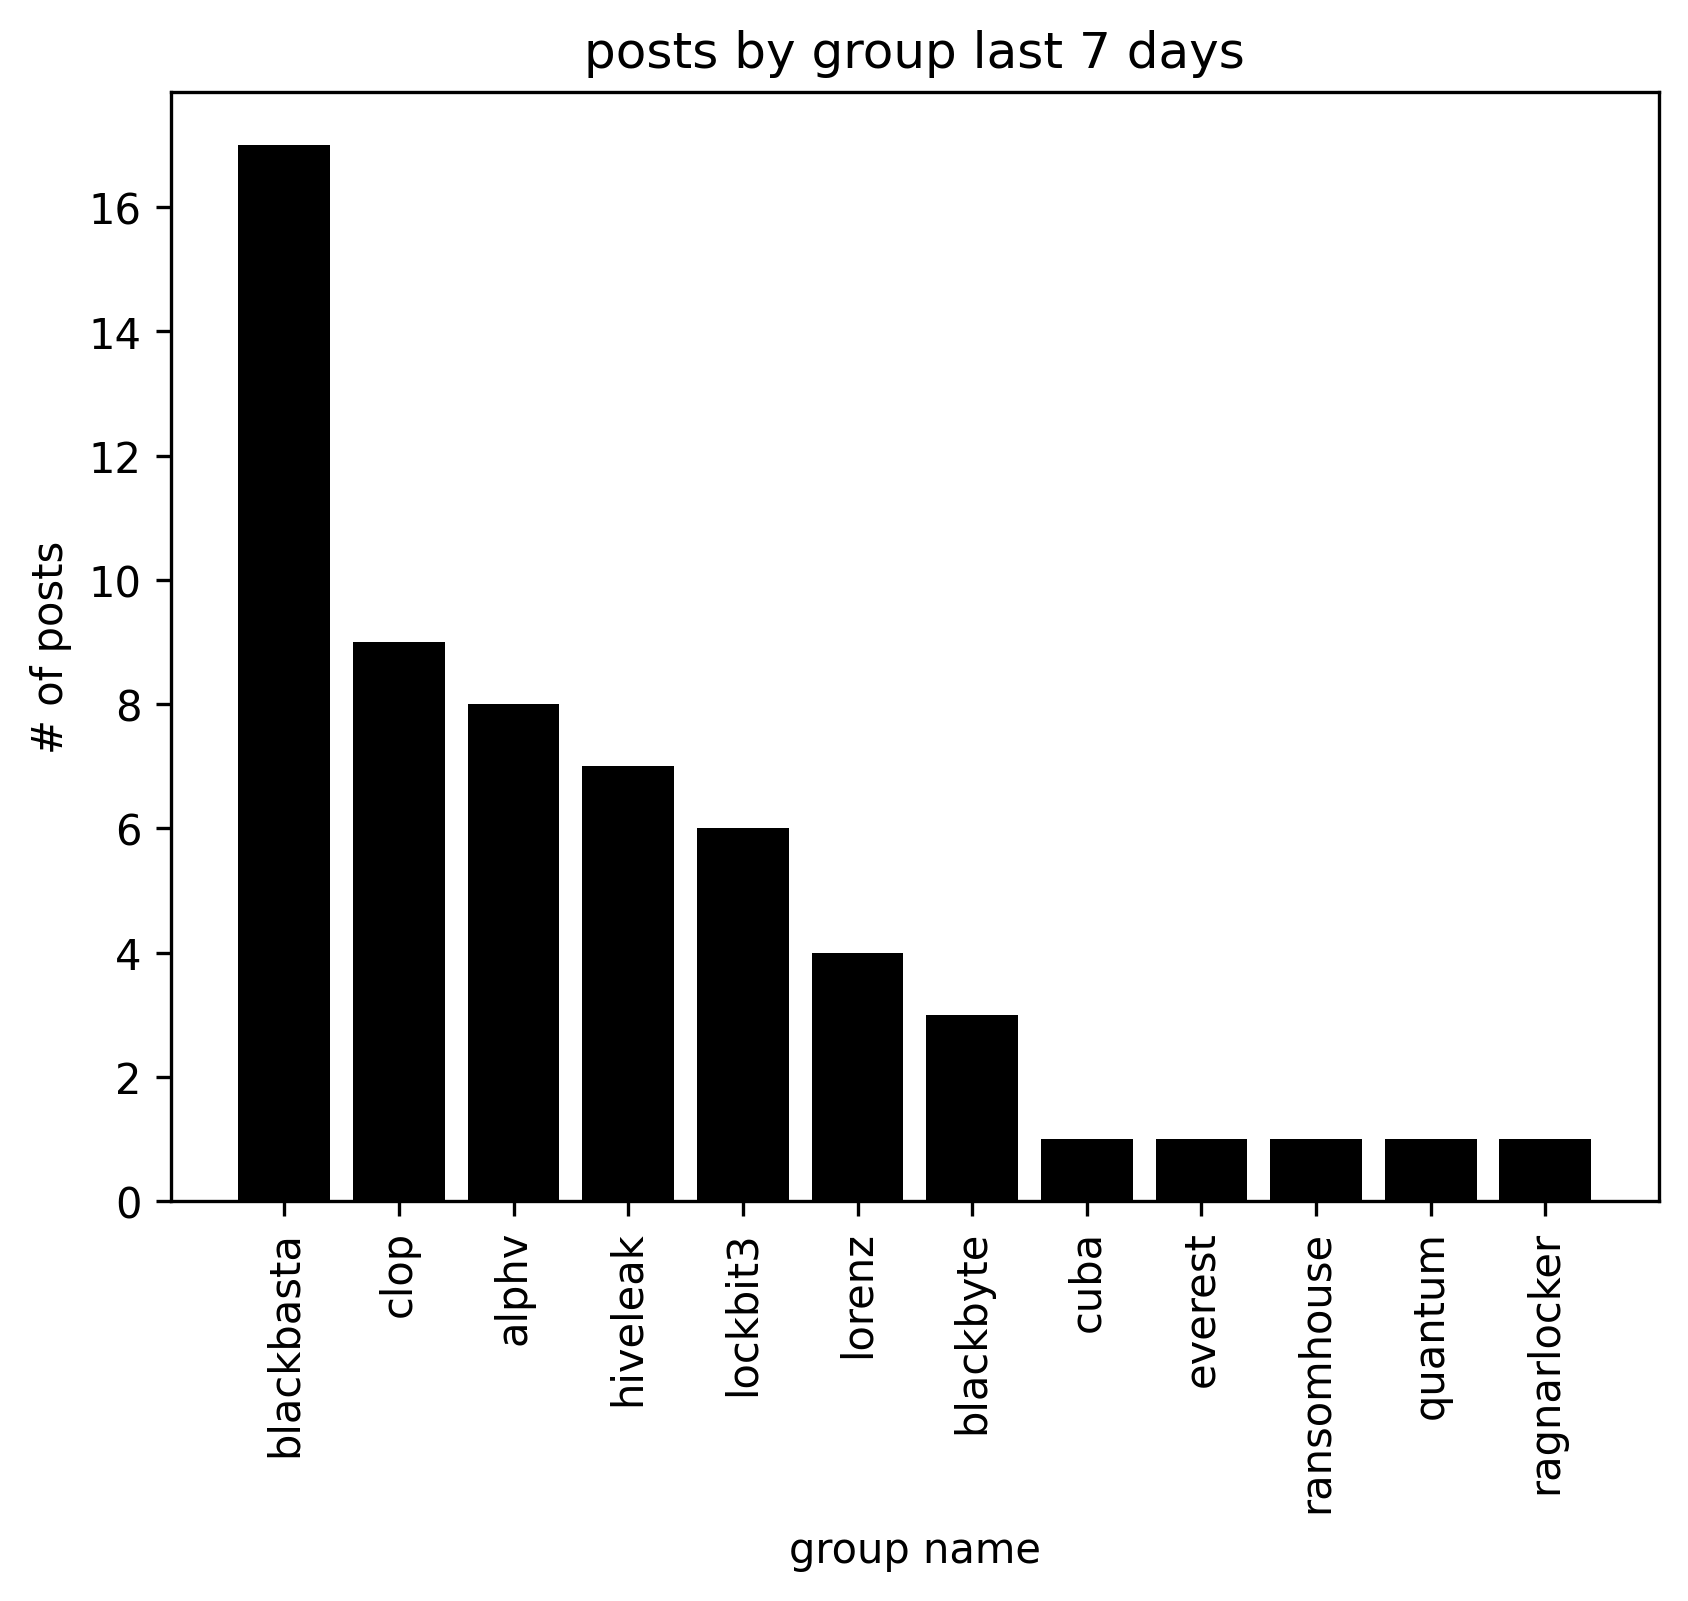 posts by group last 7 days
# of posts
16
14
12
10
8
6
4
2
0
blackbasta
clop
alphv
hiveleak
lockbit3
lorenz
blackbyte
cuba
everest
ransomhouse
quantum
ragnarlocker
group name